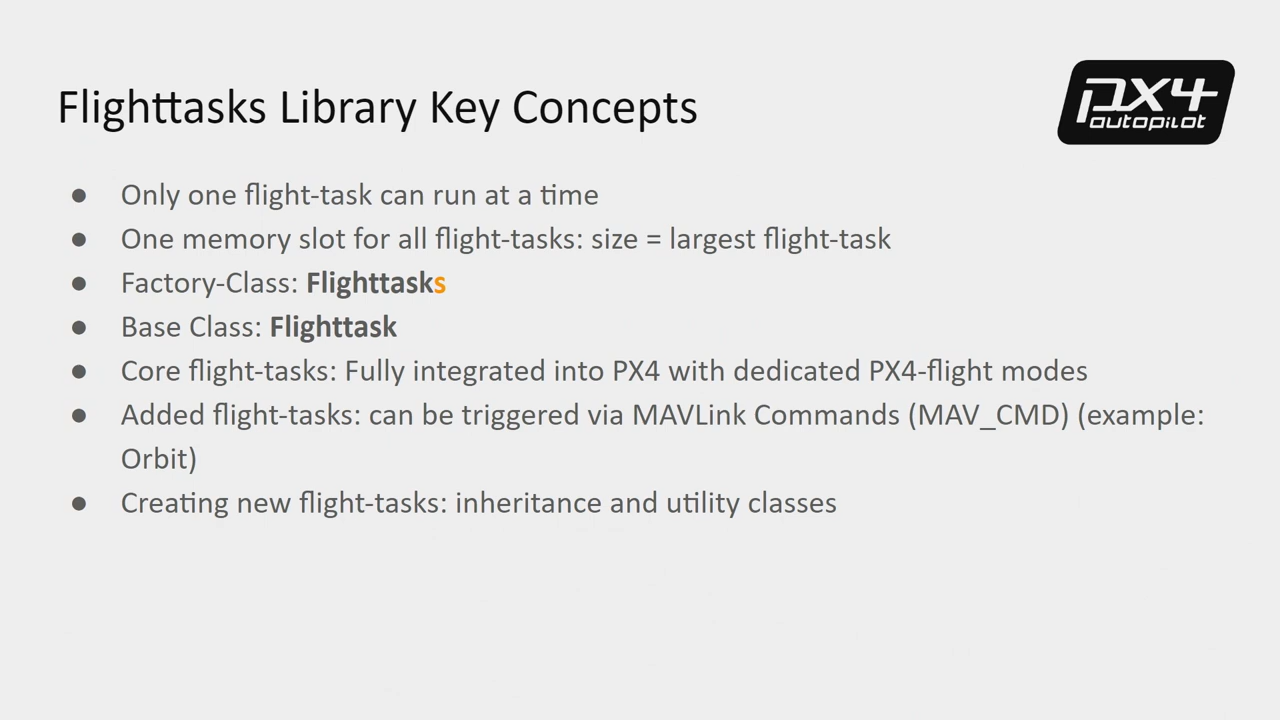 Flighttasks Library Key Concepts
PX4
autopilot
● Only one flight-task can run at a time
● One memory slot for all flight-tasks: size = largest flight-task
● Factory-Class: Flighttasks
● Base Class: Flighttask
● Core flight-tasks: Fully integrated into PX4 with dedicated PX4-flight modes
● Added flight-tasks: can be triggered via MAVLink Commands (MAV_CMD) (example:
Orbit)
● Creating new flight-tasks: inheritance and utility classes